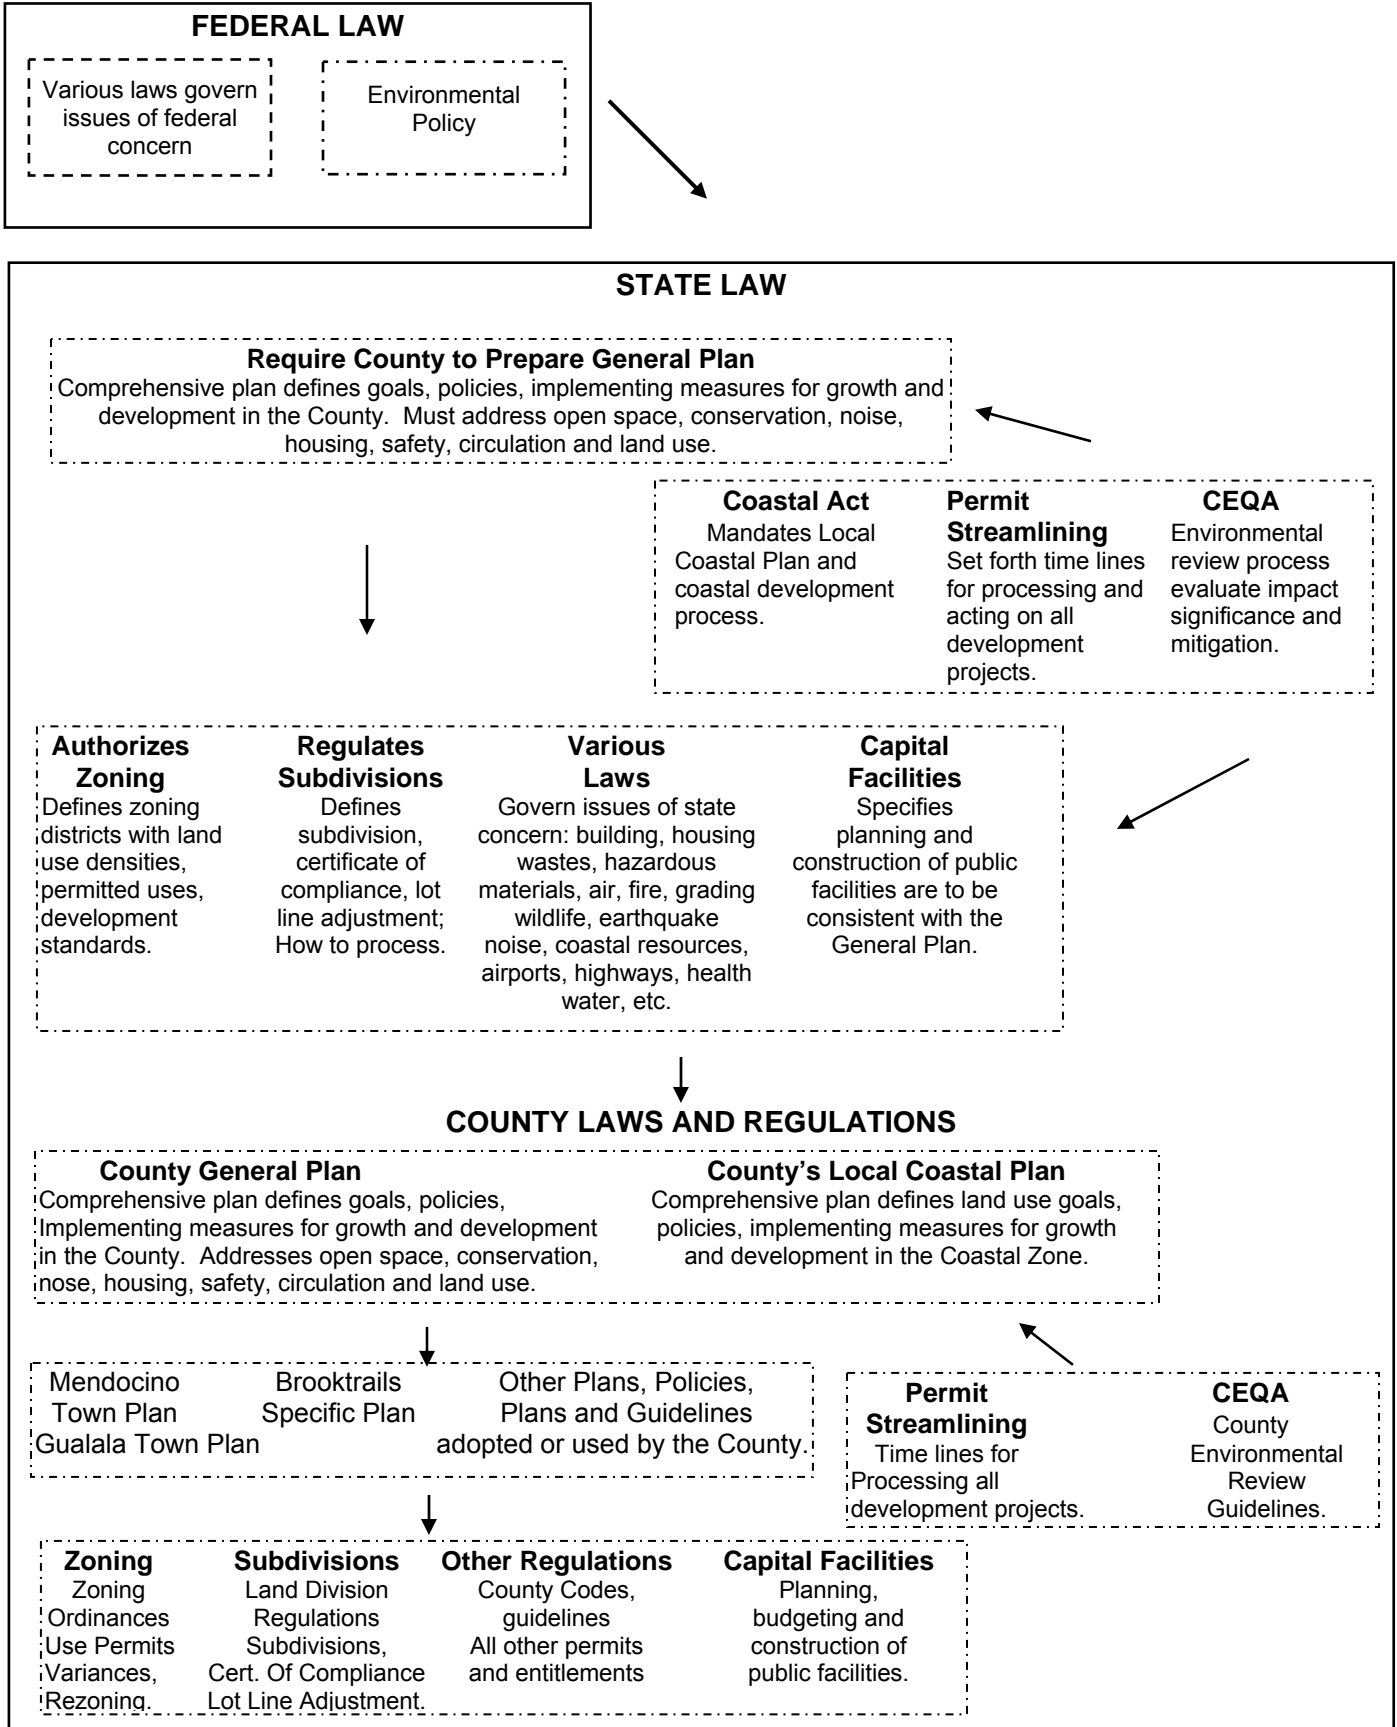 FEDERAL LAW
Various laws govern
issues of federal
concern
Environmental
Policy
STATE LAW
Require County to Prepare General Plan
Comprehensive plan defines goals, policies, implementing measures for growth and
development in the County. Must address open space, conservation, noise,
housing, safety, circulation and land use.
Coastal Act
Mandates Local
Coastal Plan and
coastal development
process.
Permit
Streamlining
Set forth time lines
for processing and
acting on all
development
projects.
CEQA
Environmental
review process
evaluate impact
significance and
mitigation.
Authorizes
Zoning
Defines zoning
districts with land
use densities,
permitted uses,
development
standards.
Regulates
Subdivisions
Defines
subdivision,
certificate of
compliance, lot
line adjustment;
How to process.
Various
Laws
Govern issues of state
concern: building, housing
wastes, hazardous
materials, air, fire, grading
wildlife, earthquake
noise, coastal resources,
airports, highways, health
water, etc.
Capital
Facilities
Specifies
planning and
construction of public
facilities are to be
consistent with the
General Plan.
COUNTY LAWS AND REGULATIONS
County General Plan
Comprehensive plan defines goals, policies,
Implementing measures for growth and development
in the County. Addresses open space, conservation,
nose, housing, safety, circulation and land use.
County’s Local Coastal Plan
Comprehensive plan defines land use goals,
policies, implementing measures for growth
and development in the Coastal Zone.
Mendocino
Town Plan
Gualala Town Plan
Brooktrails
Specific Plan
Other Plans, Policies,
Plans and Guidelines
adopted or used by the County.
Permit
Streamlining
Time lines for
Processing all
development projects.
CEQA
County
Environmental
Review
Guidelines.
Zoning
Zoning
Ordinances
Use Permits
Variances,
Rezoning.
Subdivisions
Land Division
Regulations
Subdivisions,
Cert. Of Compliance
Lot Line Adjustment.
Other Regulations
County Codes,
guidelines
All other permits
and entitlements
Capital Facilities
Planning,
budgeting and
construction of
public facilities.